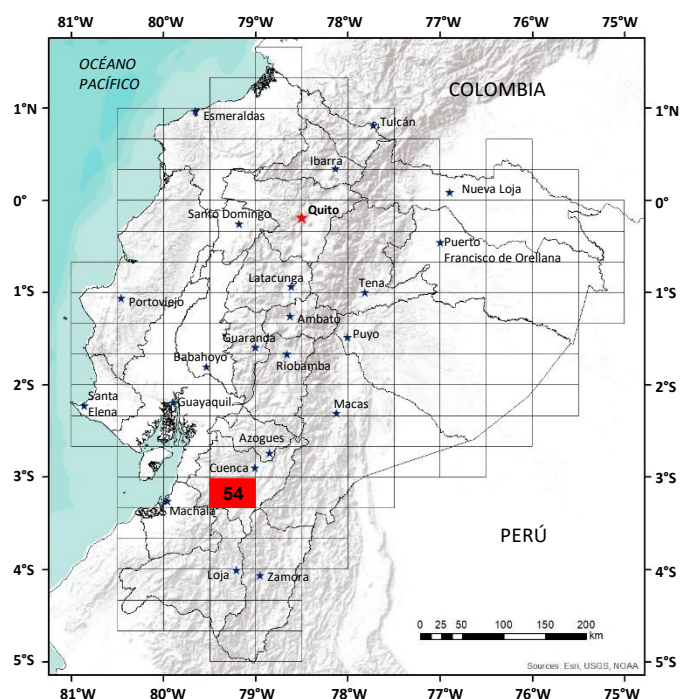 81°W 80°W 79°W 78°W 77°W 76°W 75°W
OCÉANO
PACÍFICO
COLOMBIA
1°N 1°N
Esmeraldas
Tulcán
Ibarra
Nueva Loja
0° 0°
Santo Domingo
Quito
Puerto
Francisco de Orellana
Latacunga
Tena
1°S 1°S
Portoviejo
Ambato
Guaranda
Puyo
Babahoyo
Riobamba
2°S 2°S
Santa
Elena
Guayaquil
Macas
Azogues
Cuenca
3°S 3°S
54
Machala
PERÚ
Loja
Zamora
4°S 4°S
0 25 50 100 150 200
km
5°S 5°S
Sources: Esri, USGS, NOAA
81°W 80°W 79°W 78°W 77°W 76°W 75°W